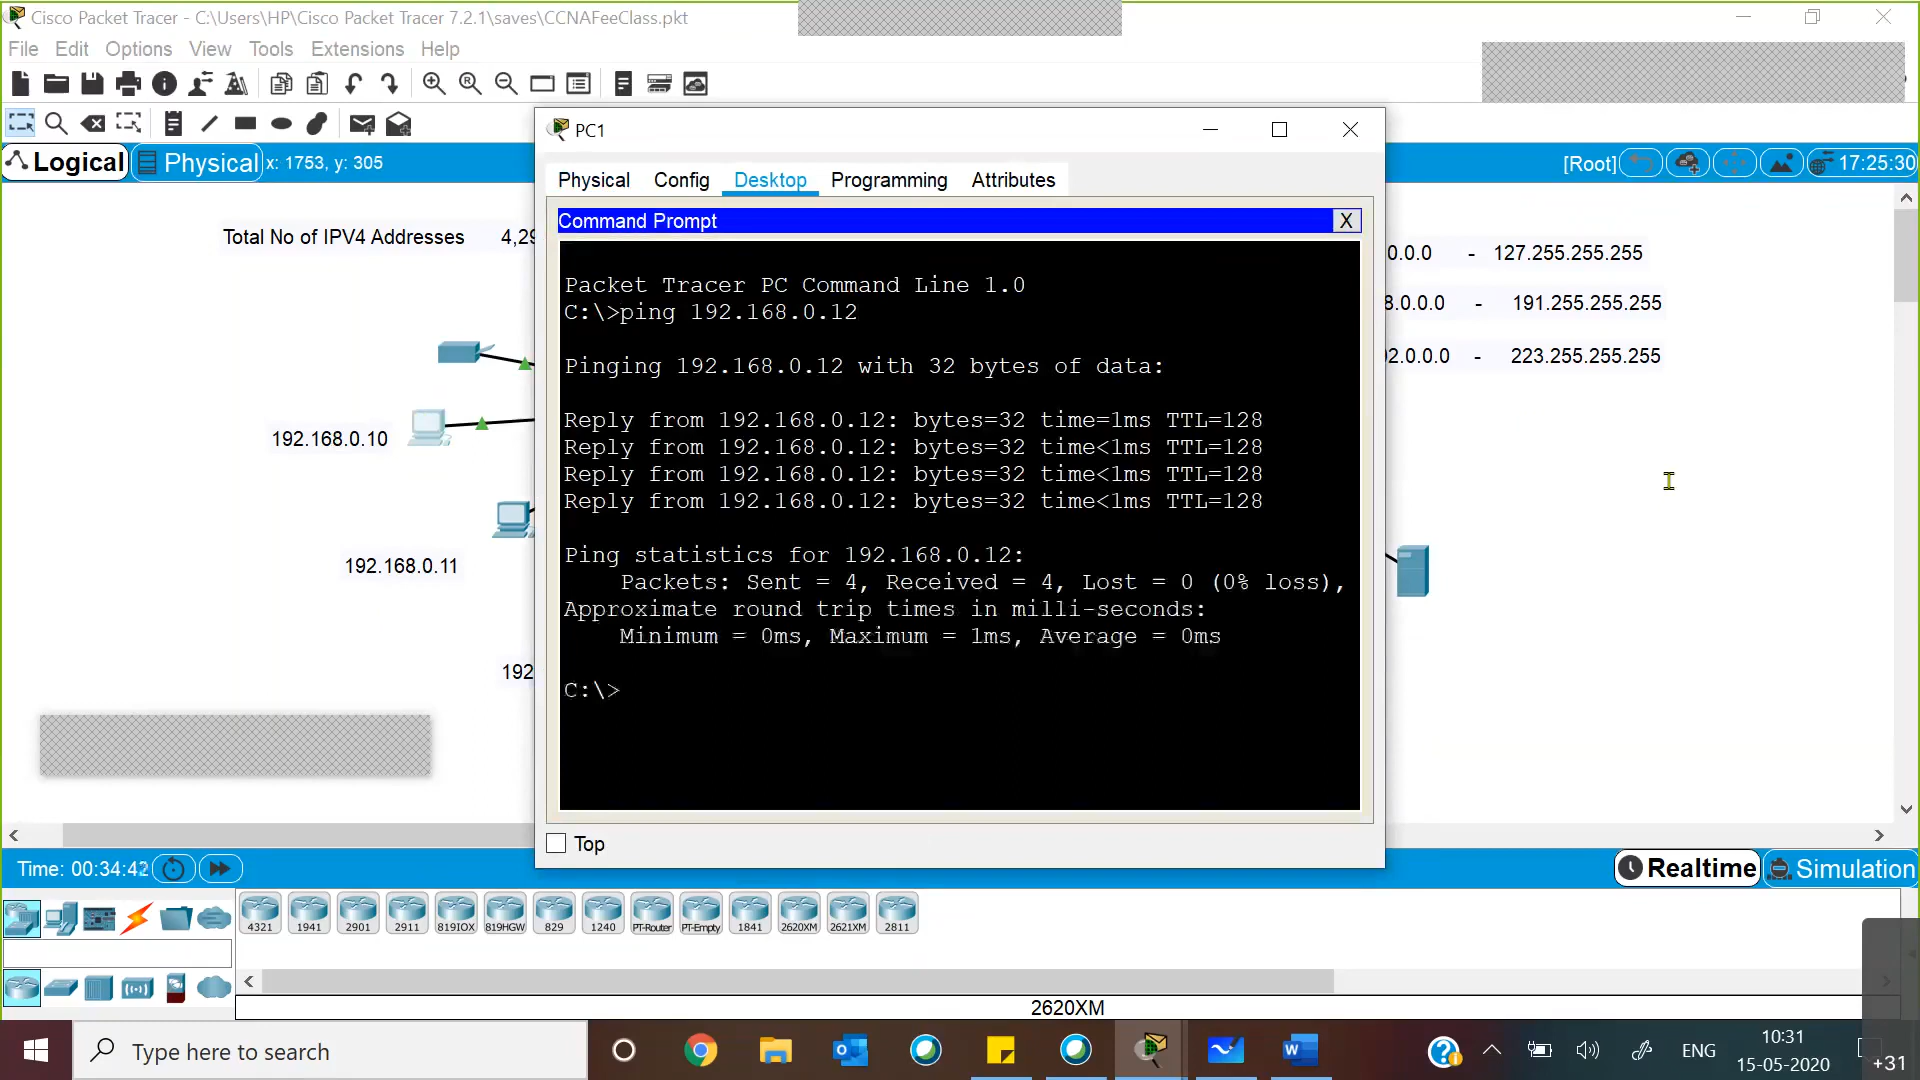 Cisco Packet Tracer - C:\Users\HP\Cisco Packet Tracer 7.2.1\saves\CCNAFeeClass.pkt
File Edit Options View Tools Extensions Help
PC1
Logical Physical x: 1753, y: 305
[Root] 17:25:30
Physical Config Desktop Programming Attributes
Command Prompt X
Total No of IPV4 Addresses 4,29
0.0.0 - 127.255.255.255
8.0.0.0 - 191.255.255.255
92.0.0.0 - 223.255.255.255
192.168.0.10
192.168.0.11
192
Packet Tracer PC Command Line 1.0
C:\>ping 192.168.0.12
Pinging 192.168.0.12 with 32 bytes of data:
Reply from 192.168.0.12: bytes=32 time=1ms TTL=128
Reply from 192.168.0.12: bytes=32 time<1ms TTL=128
Reply from 192.168.0.12: bytes=32 time<1ms TTL=128
Reply from 192.168.0.12: bytes=32 time<1ms TTL=128
Ping statistics for 192.168.0.12:
Packets: Sent = 4, Received = 4, Lost = 0 (0% loss),
Approximate round trip times in milli-seconds:
Minimum = 0ms, Maximum = 1ms, Average = 0ms
C:\>
Top
Time: 00:34:42
Realtime Simulation
4321 1941 2901 2911 819IOX 819HGW 829 1240 PT-Router PT-Empty 1841 2620XM 2621XM 2811
2620XM
Type here to search
ENG
10:31
15-05-2020
+31